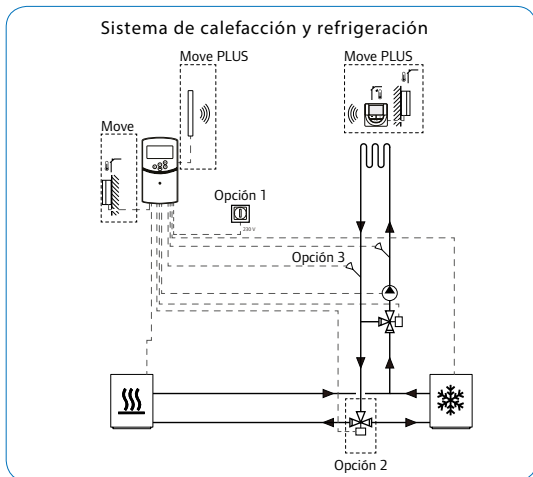 Sistema de calefacción y refrigeración
Move PLUS
Move PLUS
Move
Opción 1
230 V
Opción 3
Opción 2